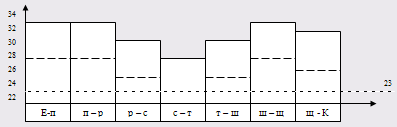 34
32
30
28
26
24
22
23
Е-п
п – р
р – с
с – т
т – ш
ш – щ
щ - К